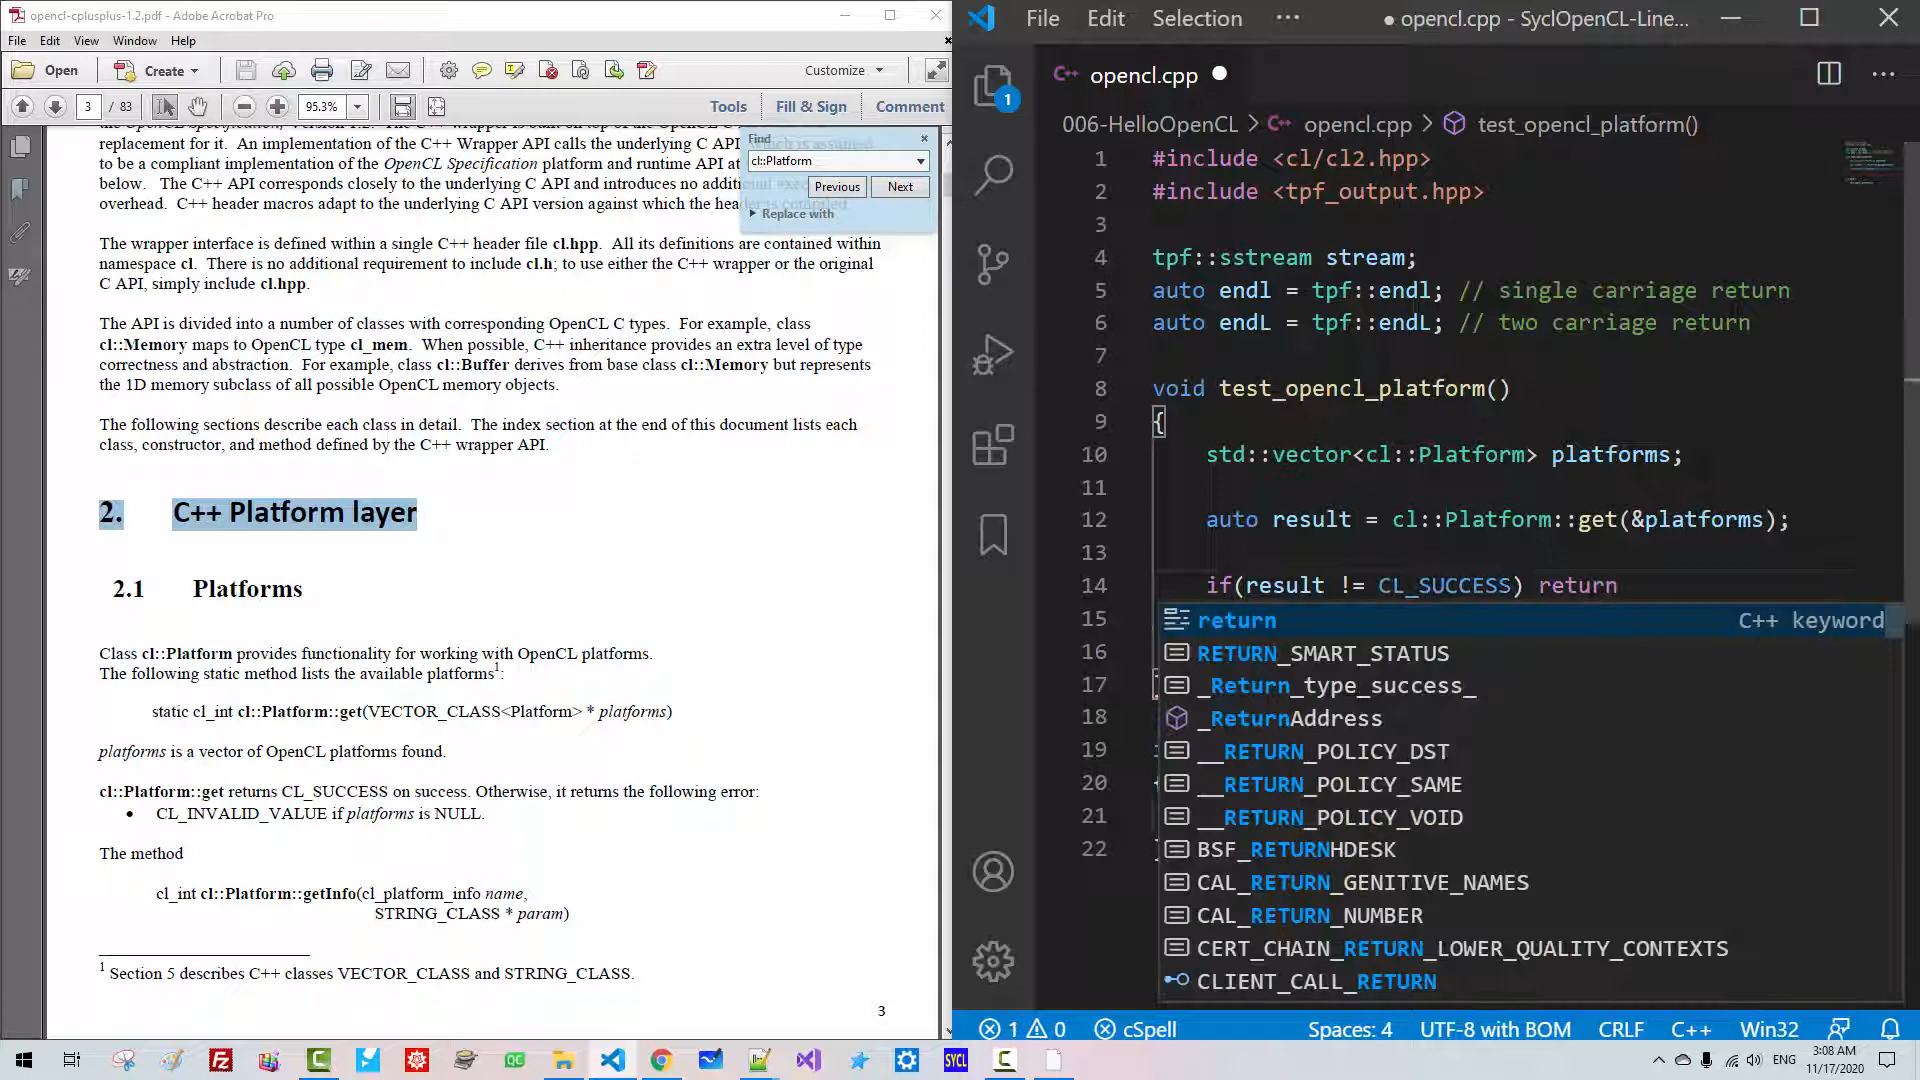 opencl-cplusplus-1.2.pdf - Adobe Acrobat Pro
File Edit View Window Help
Open
Create
Customize
3 / 83
95.3%
Tools Fill & Sign Comment
replacement for it. An implementation of the C++ Wrapper API calls the underlying C API
to be a compliant implementation of the OpenCL Specification platform and runtime API at
below. The C++ API corresponds closely to the underlying C API and introduces no additional
overhead. C++ header macros adapt to the underlying C API version against which the header
Find
cl::Platform
Previous Next
Replace with
The wrapper interface is defined within a single C++ header file cl.hpp. All its definitions are contained within
namespace cl. There is no additional requirement to include cl.h; to use either the C++ wrapper or the original
C API, simply include cl.hpp.
The API is divided into a number of classes with corresponding OpenCL C types. For example, class
cl::Memory maps to OpenCL type cl_mem. When possible, C++ inheritance provides an extra level of type
correctness and abstraction. For example, class cl::Buffer derives from base class cl::Memory but represents
the 1D memory subclass of all possible OpenCL memory objects.
The following sections describe each class in detail. The index section at the end of this document lists each
class, constructor, and method defined by the C++ wrapper API.
2. C++ Platform layer
2.1 Platforms
Class cl::Platform provides functionality for working with OpenCL platforms.
The following static method lists the available platforms1:
static cl_int cl::Platform::get(VECTOR_CLASS<Platform> * platforms)
platforms is a vector of OpenCL platforms found.
cl::Platform::get returns CL_SUCCESS on success. Otherwise, it returns the following error:
• CL_INVALID_VALUE if platforms is NULL.
The method
cl_int cl::Platform::getInfo(cl_platform_info name,
STRING_CLASS * param)
1 Section 5 describes C++ classes VECTOR_CLASS and STRING_CLASS.
3
File Edit Selection ··· ● opencl.cpp - SyclOpenCL-Line...
1
opencl.cpp
006-HelloOpenCL > opencl.cpp > test_opencl_platform()
1 #include <cl/cl2.hpp>
2 #include <tpf_output.hpp>
3
4 tpf::sstream stream;
5 auto endl = tpf::endl; // single carriage return
6 auto endL = tpf::endL; // two carriage return
7
8 void test_opencl_platform()
9 {
10 std::vector<cl::Platform> platforms;
11
12 auto result = cl::Platform::get(&platforms);
13
14 if(result != CL_SUCCESS) return
15 return C++ keyword
16 RETURN_SMART_STATUS
17 _Return_type_success_
18 _ReturnAddress
19 __RETURN_POLICY_DST
20 __RETURN_POLICY_SAME
21 __RETURN_POLICY_VOID
22 BSF_RETURNHDESK
CAL_RETURN_GENITIVE_NAMES
CAL_RETURN_NUMBER
CERT_CHAIN_RETURN_LOWER_QUALITY_CONTEXTS
CLIENT_CALL_RETURN
1 0 cSpell Spaces: 4 UTF-8 with BOM CRLF C++ Win32
QC
SYCL
ENG
3:08 AM
11/17/2020